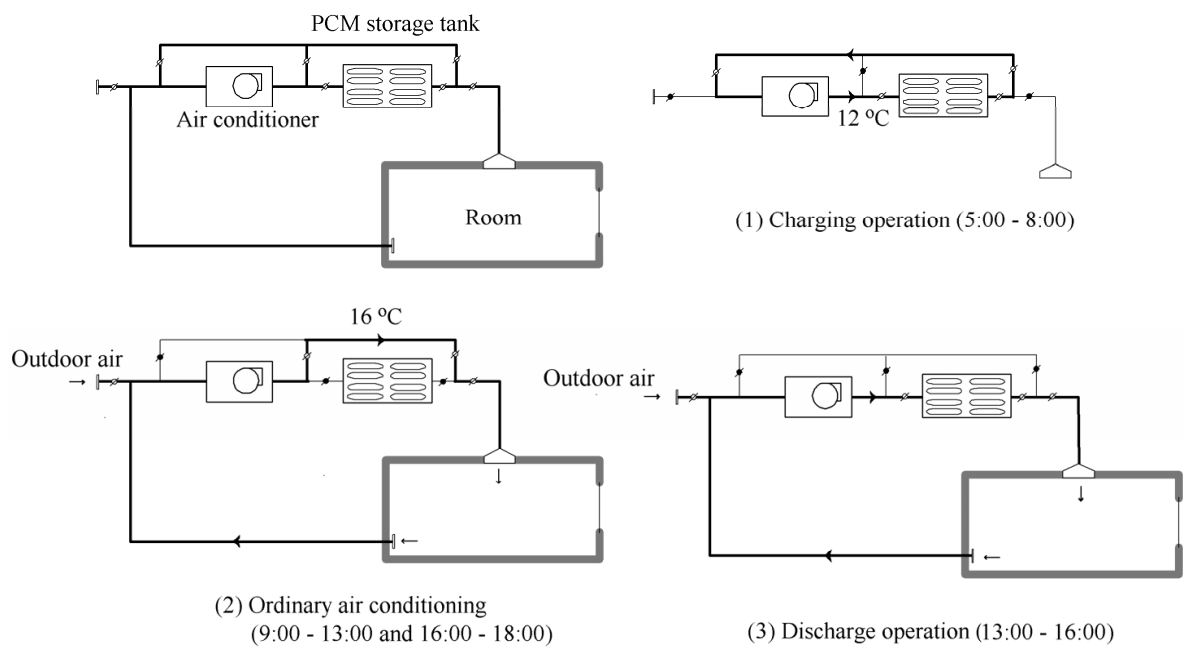 PCM storage tank
Air conditioner
Room
12 ºC
(1) Charging operation (5:00 - 8:00)
16 ºC
Outdoor air
(2) Ordinary air conditioning
(9:00 - 13:00 and 16:00 - 18:00)
Outdoor air
(3) Discharge operation (13:00 - 16:00)